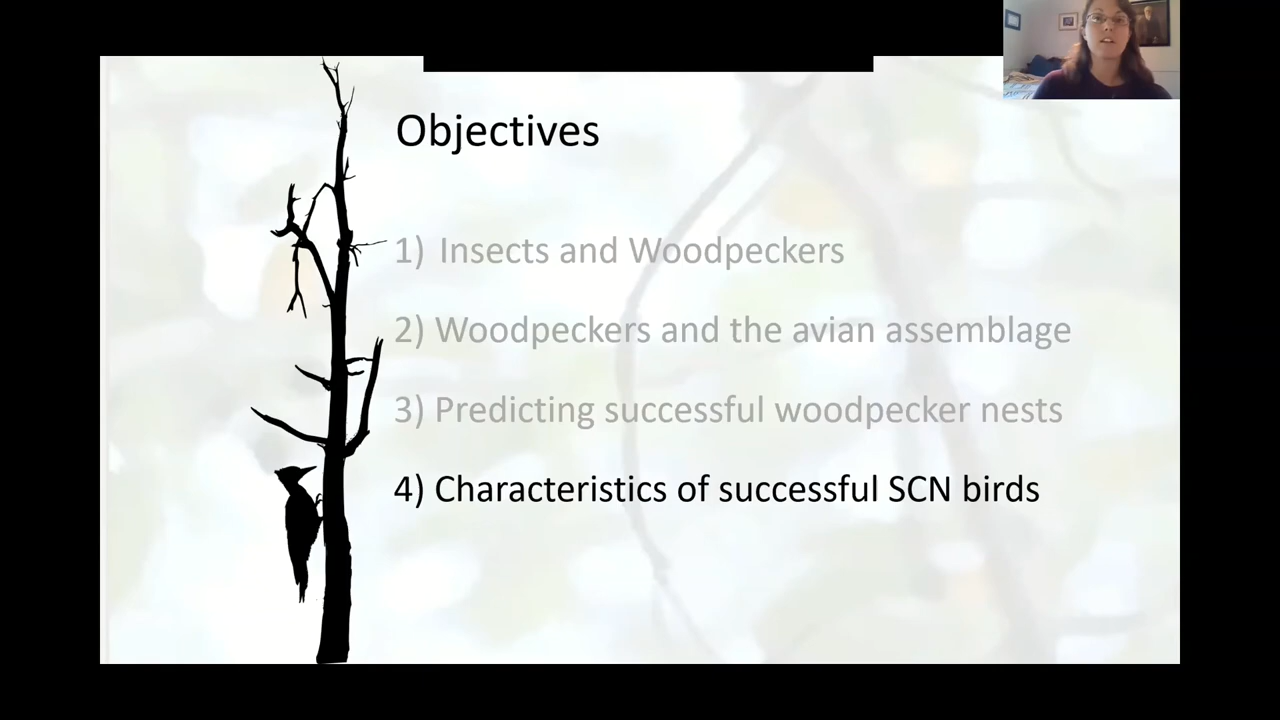 Objectives
1) Insects and Woodpeckers
2) Woodpeckers and the avian assemblage
3) Predicting successful woodpecker nests
4) Characteristics of successful SCN birds